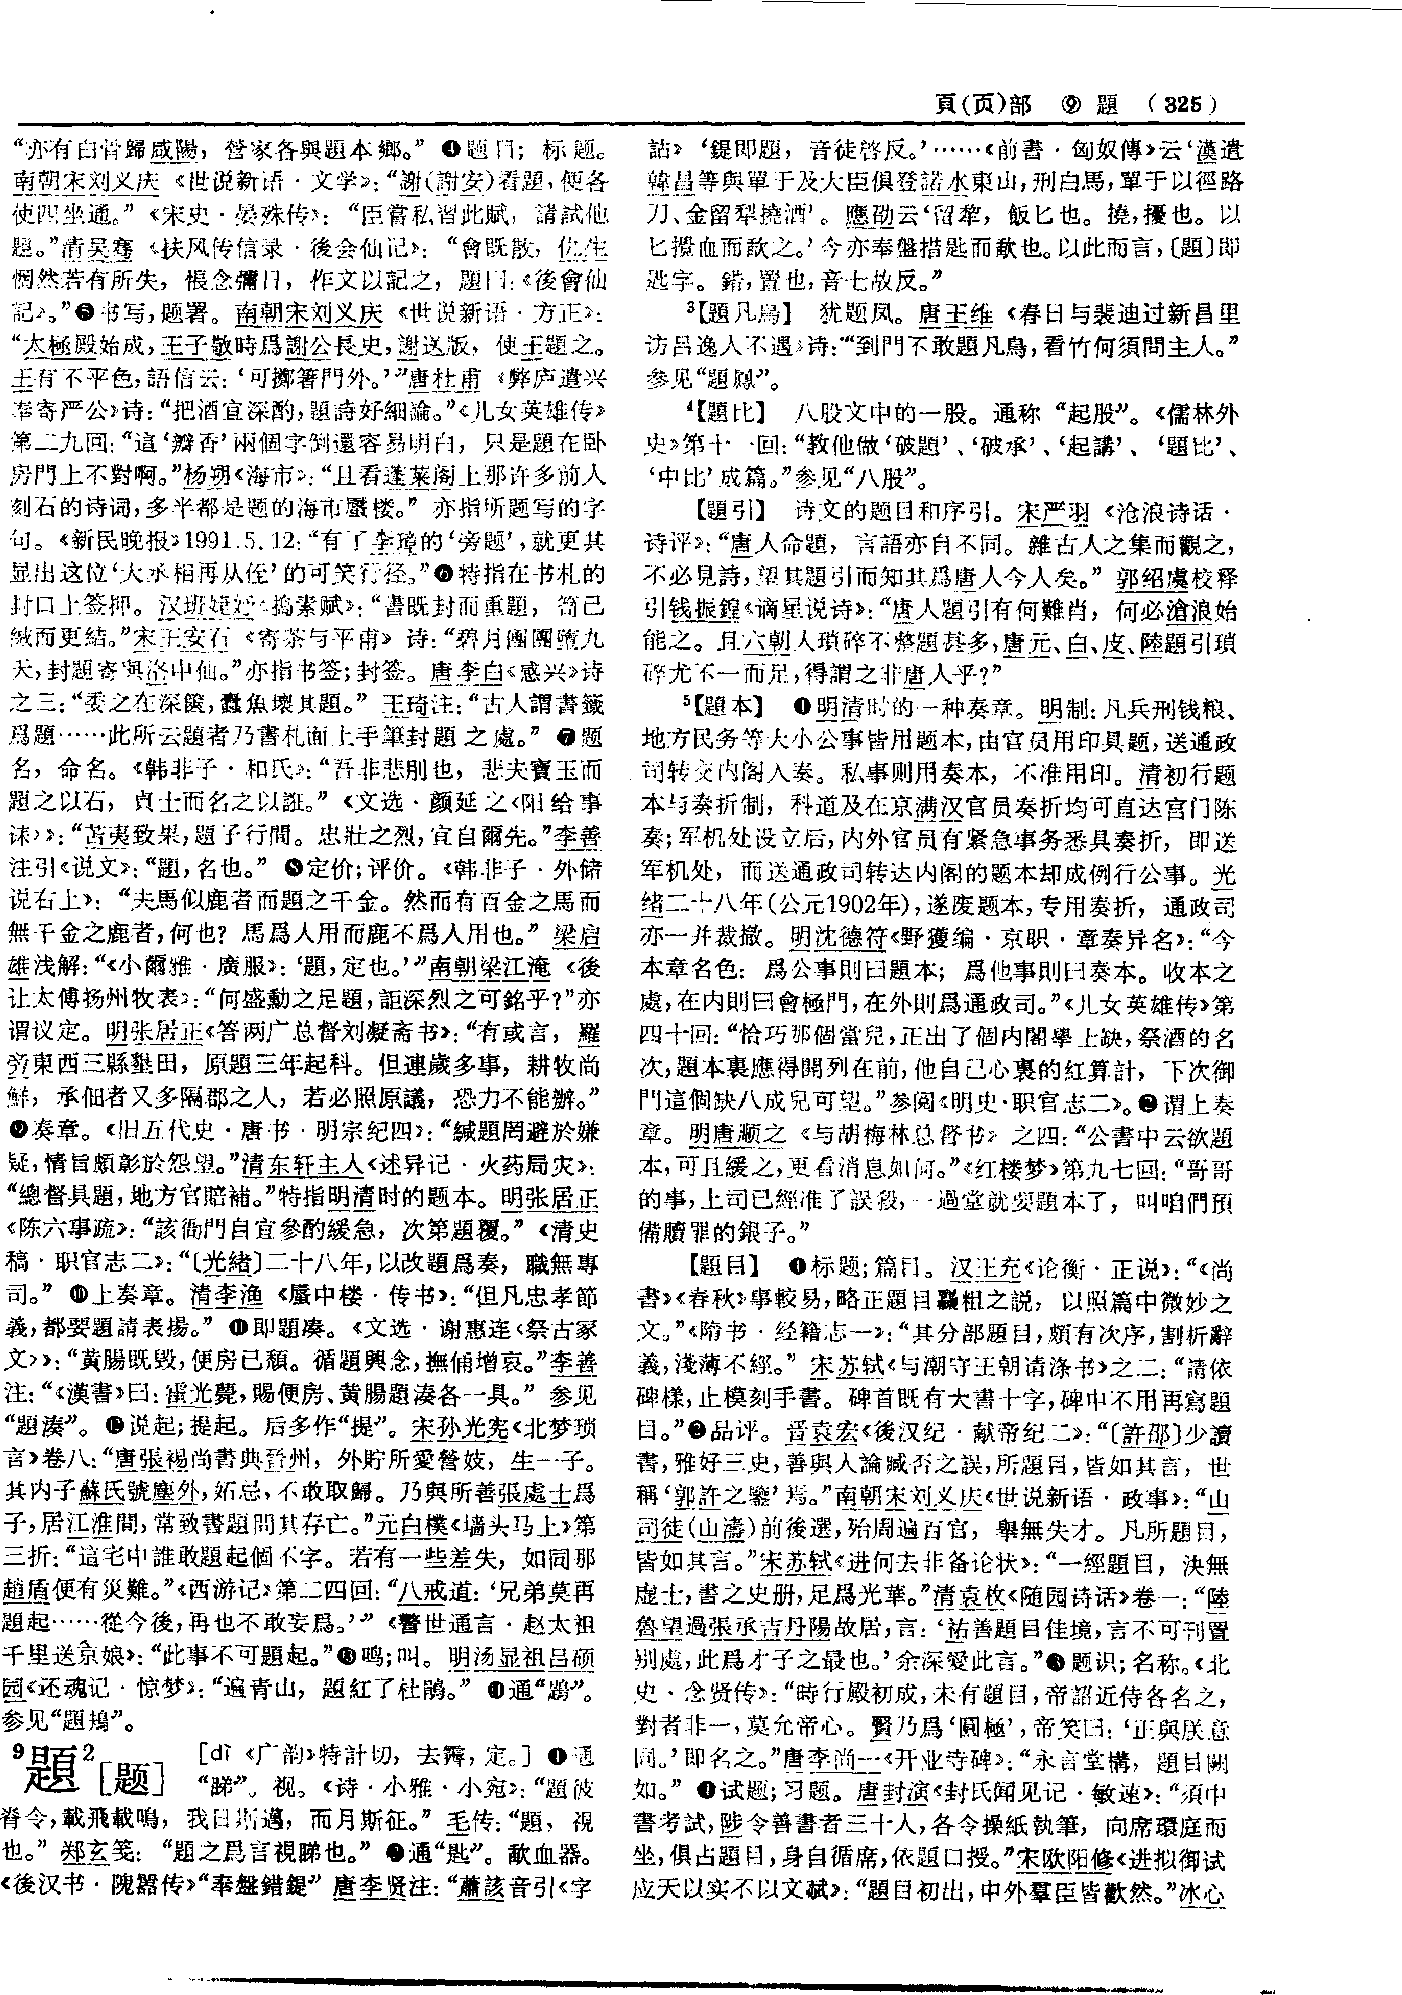 頁(页)部 ⑨ 題 (325)
“亦有白骨歸咸陽，營家各與題本鄉。” ❹题目；标题。
南朝宋刘义庆《世说新语·文学》：“謝(謝安)看題，便各
使四坐通。”《宋史·晏殊传》：“臣嘗私習此賦，請試他
題。”清吴骞《扶风传信录·後会仙记》：“會既散，仇生
惘然若有所失，悵念彌日，作文以記之，題曰：《後會仙
記》。”❺书写，题署。南朝宋刘义庆《世说新语·方正》：
“太極殿始成，王子敬時爲謝公長史，謝送版，使王題之。
王有不平色，語信云：‘可擲箸門外。’”唐杜甫《弊庐遣兴
奉寄严公》诗：“把酒宜深酌，題詩好細論。”《儿女英雄传》
第二九回：“這‘瓣香’兩個字倒還容易明白，只是題在卧
房門上不對啊。”杨朔《海市》：“且看蓬莱阁上那许多前人
刻石的诗词，多半都是题的海市蜃楼。”亦指所题写的字
句。《新民晚报》1991.5.12：“有了李璋的‘旁题’，就更其
显出这位‘大丞相再从侄’的可笑行径。”❻特指在书札的
封口上签押。汉班婕妤《捣素赋》：“書既封而重題，笥已
緘而更結。”宋王安石《寄茶与平甫》诗：“碧月團團墮九
天，封題寄與洛中仙。”亦指书签；封签。唐李白《感兴》诗
之三：“委之在深篋，蠹魚壞其題。”王琦注：“古人謂書籤
爲題……此所云題者乃書札面上手筆封題之處。”❼题
名，命名。《韩非子·和氏》：“吾非悲刖也，悲夫寶玉而
題之以石，貞士而名之以誑。”《文选·颜延之〈阳给事
诔〉》：“苦夷致果，題子行間。忠壯之烈，宜自爾先。”李善
注引《说文》：“題，名也。”❽定价；评价。《韩非子·外储
说右上》：“夫馬似鹿者而題之千金。然而有百金之馬而
無千金之鹿者，何也？馬爲人用而鹿不爲人用也。”梁启
雄浅解：“《小爾雅·廣服》：‘題，定也。’”南朝梁江淹《後
让太傅扬州牧表》：“何盛勳之足題，詎深烈之可銘乎？”亦
谓议定。明张居正《答两广总督刘凝斋书》：“有或言，羅
旁東西三縣墾田，原題三年起科。但連歲多事，耕牧尚
鮮，承佃者又多隔郡之人，若必照原議，恐力不能辦。”
❾奏章。《旧五代史·唐书·明宗纪四》：“緘題罔避於嫌
疑，情旨頗彰於怨望。”清东轩主人《述异记·火药局灾》：
“總督具題，地方官賠補。”特指明清时的题本。明张居正
《陈六事疏》：“該衙門自宜參酌緩急，次第題覆。”《清史
稿·职官志二》：“〔光緒〕二十八年，以改題爲奏，職無專
司。”❿上奏章。清李渔《蜃中楼·传书》：“但凡忠孝節
義，都要題請表揚。”⓫即題凑。《文选·谢惠连〈祭古冢
文〉》：“黄腸既毁，便房已頹。循題興念，撫俑增哀。”李善
注：“《漢書》曰：霍光薨，賜便房、黄腸題湊各一具。”参见
“題湊”。⓬说起；提起。后多作“提”。宋孙光宪《北梦琐
言》卷八：“唐張裼尚書典晉州，外貯所愛營妓，生一子。
其内子蘇氏號塵外，妬忌，不敢取歸。乃與所善張處士爲
子，居江淮間，常致書題問其存亡。”元白樸《墙头马上》第
三折：“這宅中誰敢題起個不字。若有一些差失，如同那
趙盾便有災難。”《西游记》第二四回：“八戒道：‘兄弟莫再
題起……從今後，再也不敢妄爲。’”《警世通言·赵太祖
千里送京娘》：“此事不可題起。”⓭鸣；叫。明汤显祖吕硕
园《还魂记·惊梦》：“遍青山，題紅了杜鵑。”⓮通“鶗”。
参见“題鴂”。
⁹題²［题］ [dì 《广韵》特計切，去霽，定。]❶通
“睇”。视。《诗·小雅·小宛》：“題彼
脊令，載飛載鳴，我日斯邁，而月斯征。”毛传：“題，視
也。”郑玄笺：“題之爲言視睇也。”❷通“匙”。歃血器。
《後汉书·隗嚣传》“奉盤錯鍉”唐李贤注：“蕭該音引《字
詁》‘鍉即題，音徒啓反。’……《前書·匈奴傳》云‘漢遣
韓昌等與單于及大臣俱登諾水東山，刑白馬，單于以徑路
刀、金留犁撓酒’。應劭云‘留犂，飯匕也。撓，擾也。以
匕攪血而歃之。’今亦奉盤措匙而歃也。以此而言，〔題〕即
匙字。錯，置也，音七故反。”
³【題凡鳥】 犹题凤。唐王维《春日与裴迪过新昌里
访吕逸人不遇》诗：“到門不敢題凡鳥，看竹何須問主人。”
参见“題鳳”。
⁴【題比】 八股文中的一股。通称“起股”。《儒林外
史》第十一回：“教他做‘破題’、‘破承’、‘起講’、‘題比’、
‘中比’成篇。”参见“八股”。
【題引】 诗文的题目和序引。宋严羽《沧浪诗话·
诗评》：“唐人命題，言語亦自不同。雜古人之集而觀之，
不必見詩，望其題引而知其爲唐人今人矣。”郭绍虞校释
引钱振鍠《谪星说诗》：“唐人題引有何難肖，何必滄浪始
能之。且六朝人瑣碎不整題甚多，唐元、白、皮、陸題引瑣
碎尤不一而足，得謂之非唐人乎？”
⁵【題本】 ❶明清时的一种奏章。明制：凡兵刑钱粮、
地方民务等大小公事皆用题本，由官员用印具题，送通政
司转交内阁入奏。私事则用奏本，不准用印。清初行题
本与奏折制，科道及在京满汉官员奏折均可直达宫门陈
奏；军机处设立后，内外官员有紧急事务悉具奏折，即送
军机处，而送通政司转达内阁的题本却成例行公事。光
绪二十八年(公元1902年)，遂废题本，专用奏折，通政司
亦一并裁撤。明沈德符《野獲编·京职·章奏异名》：“今
本章名色：爲公事則曰題本；爲他事則曰奏本。收本之
處，在内則曰會極門，在外則爲通政司。”《儿女英雄传》第
四十回：“恰巧那個當兒，正出了個内閣學士缺，祭酒的名
次，題本裏應得開列在前，他自己心裏的紅算計，下次御
門這個缺八成兒可望。”参阅《明史·职官志二》。❷谓上奏
章。明唐顺之《与胡梅林总督书》之四：“公書中云欲題
本，可且緩之，更看消息如何。”《红楼梦》第九七回：“哥哥
的事，上司已經准了誤殺，一過堂就要題本了，叫咱們預
備贖罪的銀子。”
【題目】 ❶标题；篇目。汉王充《论衡·正说》：“《尚
書》《春秋》事較易，略正題目麤粗之説，以照篇中微妙之
文。”《隋书·经籍志一》：“其分部題目，頗有次序，割析辭
義，淺薄不經。”宋苏轼《与潮守王朝请涤书》之二：“請依
碑樣，止模刻手書。碑首既有大書十字，碑中不用再寫題
目。”❷品评。晋袁宏《後汉纪·献帝纪二》：“〔許邵〕少讀
書，雅好三史，善與人論臧否之談，所題目，皆如其言，世
稱‘郭許之鑒’焉。”南朝宋刘义庆《世说新语·政事》：“山
司徒(山濤)前後選，殆周遍百官，舉無失才。凡所題目，
皆如其言。”宋苏轼《进何去非备论状》：“一經題目，決無
虚士，書之史册，足爲光華。”清袁枚《随园诗话》卷一：“陸
魯望過張承吉丹陽故居，言：‘祜善題目佳境，言不可刊置
别處，此爲才子之最也。’余深愛此言。”❸题识；名称。《北
史·念贤传》：“時行殿初成，未有題目，帝詔近侍各名之，
對者非一，莫允帝心。賢乃爲‘圓極’，帝笑曰：‘正與朕意
同。’即名之。”唐李尚一《开业寺碑》：“永言堂構，題目闕
如。”❹试题；习题。唐封演《封氏闻见记·敏速》：“須巾
書考試，陟令善書者三十人，各令操紙執筆，向席環庭而
坐，俱占題目，身自循席，依題口授。”宋欧阳修《进拟御试
应天以实不以文赋》：“題目初出，中外羣臣皆歡然。”冰心